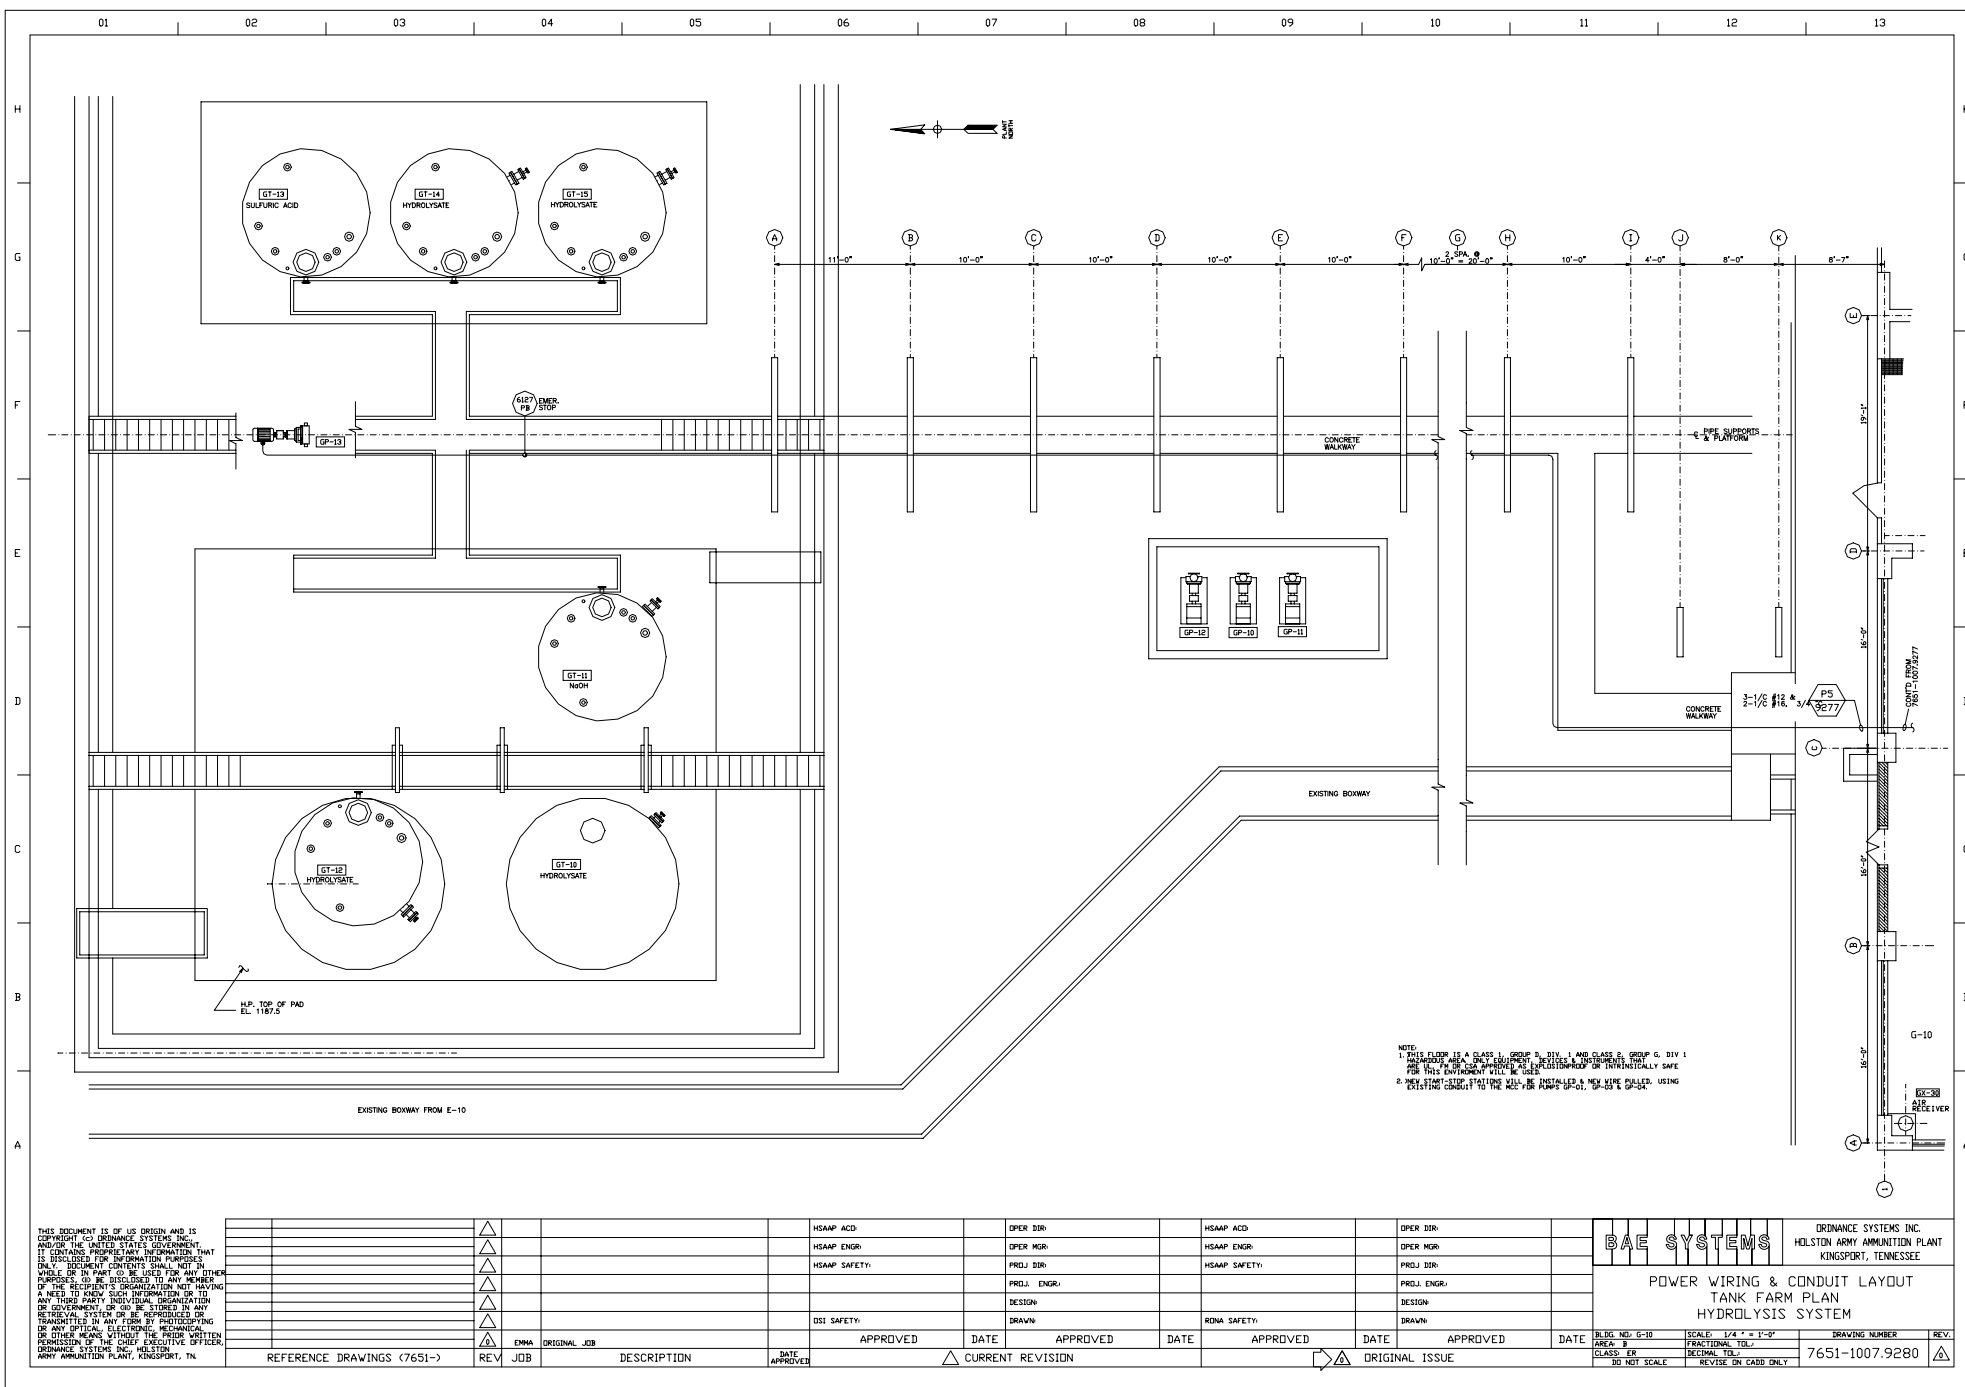 01 02 03 04 05 06 07 08 09 10 11 12 13
H
G
F
E
D
C
B
A
PLANT
NORTH
GT-13
SULFURIC ACID
GT-14
HYDROLYSATE
GT-15
HYDROLYSATE
A B C D E F G H I J K
11'-0" 10'-0" 10'-0" 10'-0" 10'-0" 2 SPA. @ 10'-0" = 20'-0" 10'-0" 4'-0" 8'-0" 8'-7"
6127
PB
EMER.
STOP
GP-13
CONCRETE
WALKWAY
PIPE SUPPORTS
& PLATFORM
E
19'-1"
D
16'-0"
GP-12
GP-10
GP-11
GT-11
NaOH
3-1/C #12 &
2-1/C #16, 3/4"
P5
9277
CONT'D FROM
7651-1007.9277
CONCRETE
WALKWAY
C
EXISTING BOXWAY
16'-0"
GT-12
HYDROLYSATE
GT-10
HYDROLYSATE
B
H.P. TOP OF PAD
EL. 1187.5
16'-0"
G-10
NOTE:
1. THIS FLOOR IS A CLASS 1, GROUP D, DIV. 1 AND CLASS 2, GROUP G, DIV 1
HAZARDOUS AREA. ONLY EQUIPMENT, DEVICES & INSTRUMENTS THAT
ARE UL, FM OR CSA APPROVED AS EXPLOSIONPROOF OR INTRINSICALLY SAFE
FOR THIS ENVIROMENT WILL BE USED.
2. NEW START-STOP STATIONS WILL BE INSTALLED & NEW WIRE PULLED, USING
EXISTING CONDUIT TO THE MCC FOR PUMPS GP-01, GP-03 & GP-04.
GX-30
AIR
RECEIVER
EXISTING BOXWAY FROM E-10
A
1
THIS DOCUMENT IS OF US ORIGIN AND IS
COPYRIGHT (c) ORDNANCE SYSTEMS INC.,
AND/OR THE UNITED STATES GOVERNMENT.
IT CONTAINS PROPRIETARY INFORMATION THAT
IS DISCLOSED FOR INFORMATION PURPOSES
ONLY. DOCUMENT CONTENTS SHALL NOT IN
WHOLE OR IN PART (I) BE USED FOR ANY OTHER
PURPOSES, (II) BE DISCLOSED TO ANY MEMBER
OF THE RECIPIENT'S ORGANIZATION NOT HAVING
A NEED TO KNOW SUCH INFORMATION OR TO
ANY THIRD PARTY INDIVIDUAL ORGANIZATION
OR GOVERNMENT, OR (III) BE STORED IN ANY
RETRIEVAL SYSTEM OR BE REPRODUCED OR
TRANSMITTED IN ANY FORM BY PHOTOCOPYING
OR ANY OPTICAL, ELECTRONIC, MECHANICAL
OR OTHER MEANS WITHOUT THE PRIOR WRITTEN
PERMISSION OF THE CHIEF EXECUTIVE OFFICER,
ORDNANCE SYSTEMS INC., HOLSTON
ARMY AMMUNITION PLANT, KINGSPORT, TN.
REFERENCE DRAWINGS (7651-)
0 EMMA ORIGINAL JOB
REV JOB DESCRIPTION DATE APPROVED
HSAAP ACO: OPER DIR: HSAAP ACO: OPER DIR:
HSAAP ENGR: OPER MGR: HSAAP ENGR: OPER MGR:
HSAAP SAFETY: PROJ DIR: HSAAP SAFETY: PROJ DIR:
PROJ. ENGR.: PROJ. ENGR.:
DESIGN: DESIGN:
OSI SAFETY: DRAWN: RONA SAFETY: DRAWN:
APPROVED DATE APPROVED DATE APPROVED DATE APPROVED DATE
CURRENT REVISION
0 ORIGINAL ISSUE
BAE SYSTEMS
ORDNANCE SYSTEMS INC.
HOLSTON ARMY AMMUNITION PLANT
KINGSPORT, TENNESSEE
POWER WIRING & CONDUIT LAYOUT
TANK FARM PLAN
HYDROLYSIS SYSTEM
BLDG. NO.: G-10
AREA: B
CLASS: ER
SCALE: 1/4 " = 1'-0"
FRACTIONAL TOL.:
DECIMAL TOL.:
DO NOT SCALE
REVISE ON CADD ONLY
DRAWING NUMBER
7651-1007.9280
REV.
0